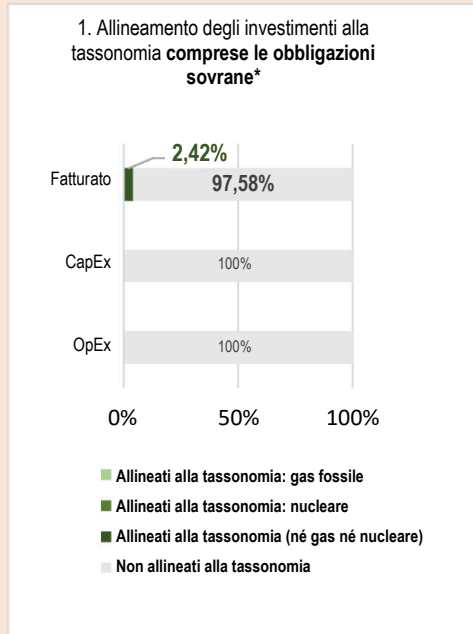 1. Allineamento degli investimenti alla
tassonomia comprese le obbligazioni
sovrane*
2,42%
Fatturato
97,58%
CapEx
100%
OpEx
100%
0%
50%
100%
Allineati alla tassonomia: gas fossile
Allineati alla tassonomia: nucleare
Allineati alla tassonomia (né gas né nucleare)
Non allineati alla tassonomia